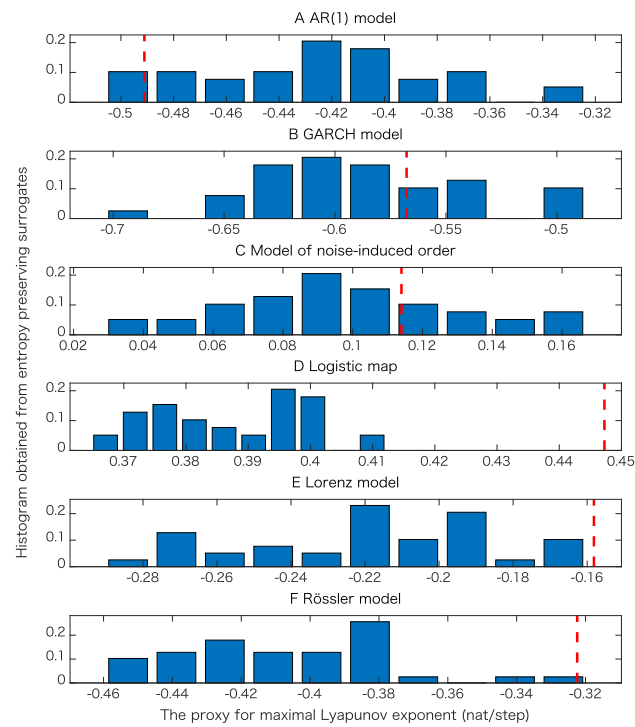 A AR(1) model
0.2
0.1
0
-0.5 -0.48 -0.46 -0.44 -0.42 -0.4 -0.38 -0.36 -0.34 -0.32
B GARCH model
0.2
0.1
0
-0.7 -0.65 -0.6 -0.55 -0.5
C Model of noise-induced order
0.2
0.1
0
0.02 0.04 0.06 0.08 0.1 0.12 0.14 0.16
D Logistic map
0.2
0.1
0
0.37 0.38 0.39 0.4 0.41 0.42 0.43 0.44 0.45
E Lorenz model
0.2
0.1
0
-0.28 -0.26 -0.24 -0.22 -0.2 -0.18 -0.16
F Rössler model
0.2
0.1
0
-0.46 -0.44 -0.42 -0.4 -0.38 -0.36 -0.34 -0.32
The proxy for maximal Lyapunov exponent (nat/step)
Histogram obtained from entropy preserving surrogates